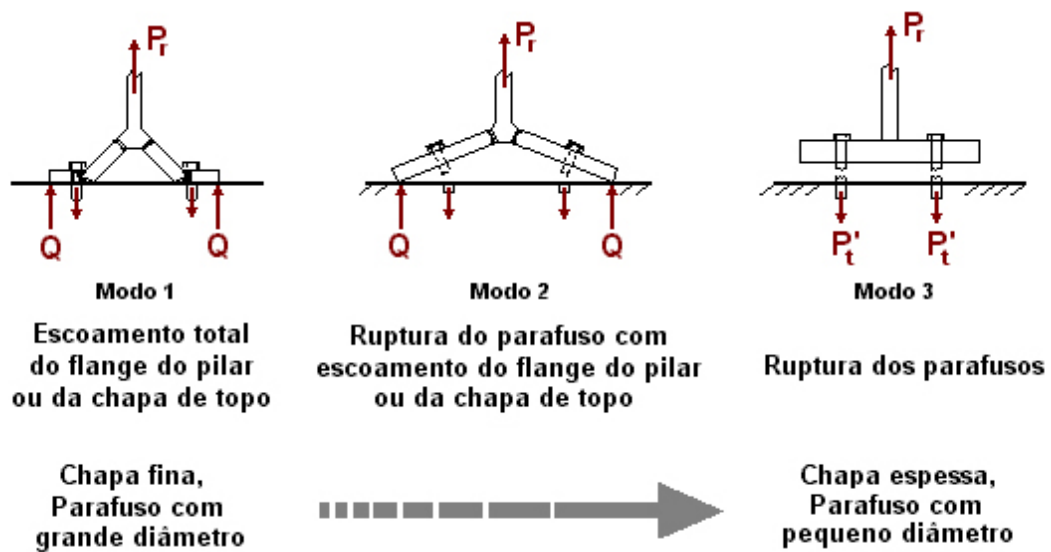 Pr
Q
Q
Modo 1
Escoamento total
do flange do pilar
ou da chapa de topo
Chapa fina,
Parafuso com
grande diâmetro
Pr
Q
Q
Modo 2
Ruptura do parafuso com
escoamento do flange do pilar
ou da chapa de topo
Pr
Pt'
Pt'
Modo 3
Ruptura dos parafusos
Chapa espessa,
Parafuso com
pequeno diâmetro